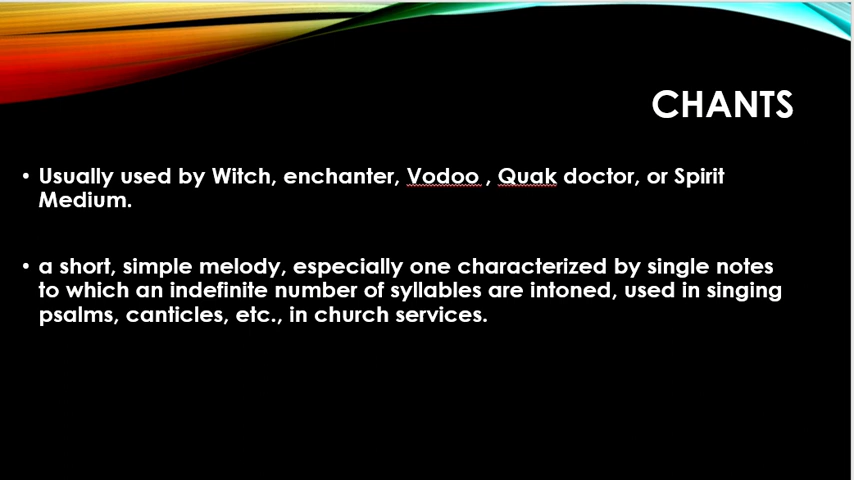 CHANTS
• Usually used by Witch, enchanter, Vodoo , Quak doctor, or Spirit
Medium.
• a short, simple melody, especially one characterized by single notes
to which an indefinite number of syllables are intoned, used in singing
psalms, canticles, etc., in church services.